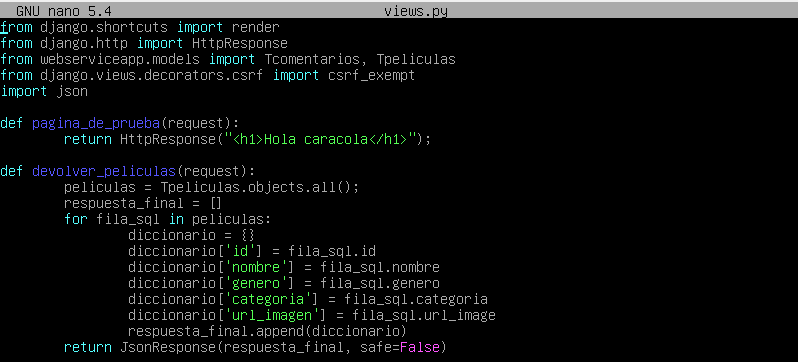 GNU nano 5.4 views.py
from django.shortcuts import render
from django.http import HttpResponse
from webserviceapp.models import Tcomentarios, Tpeliculas
from django.views.decorators.csrf import csrf_exempt
import json
def pagina_de_prueba(request):
        return HttpResponse("<h1>Hola caracola</h1>");
def devolver_peliculas(request):
        peliculas = Tpeliculas.objects.all();
        respuesta_final = []
        for fila_sql in peliculas:
                diccionario = {}
                diccionario['id'] = fila_sql.id
                diccionario['nombre'] = fila_sql.nombre
                diccionario['genero'] = fila_sql.genero
                diccionario['categoria'] = fila_sql.categoria
                diccionario['url_imagen'] = fila_sql.url_image
                respuesta_final.append(diccionario)
        return JsonResponse(respuesta_final, safe=False)